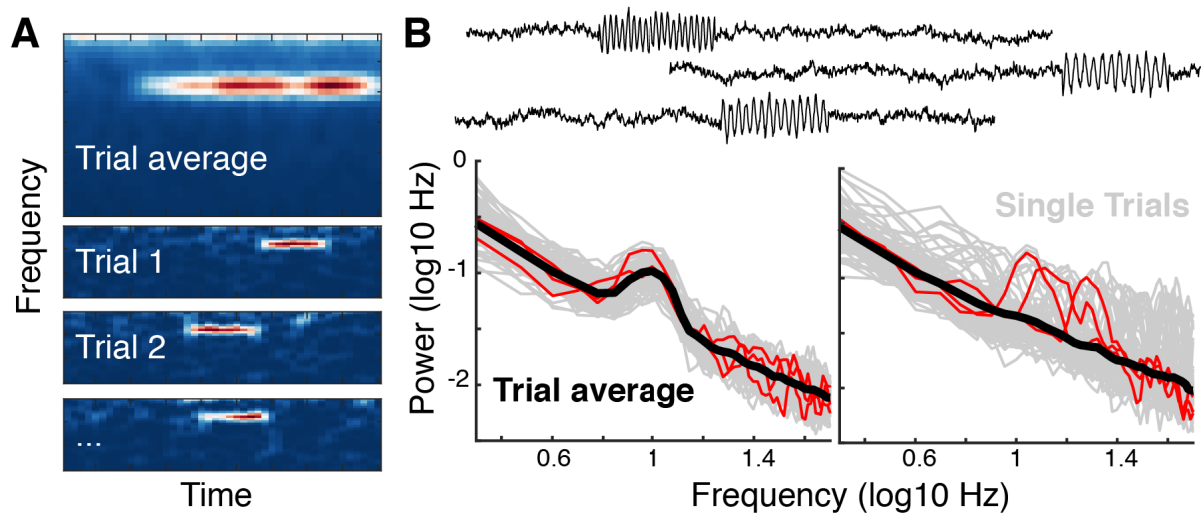 A
Trial average
Trial 1
Trial 2
...
Frequency
Time
B
0
-1
-2
Power (log10 Hz)
Trial average
Single Trials
0.6
1
1.4
0.6
1
1.4
Frequency (log10 Hz)